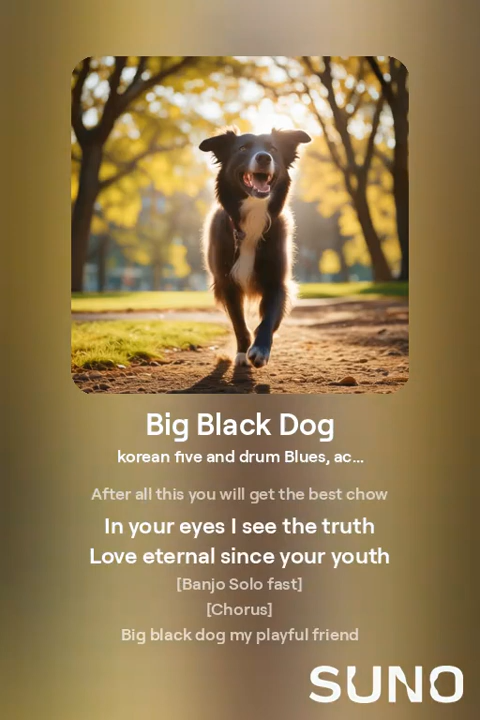 Big Black Dog
korean five and drum Blues, ac...
After all this you will get the best chow
In your eyes I see the truth
Love eternal since your youth
[Banjo Solo fast]
[Chorus]
Big black dog my playful friend
SUNO